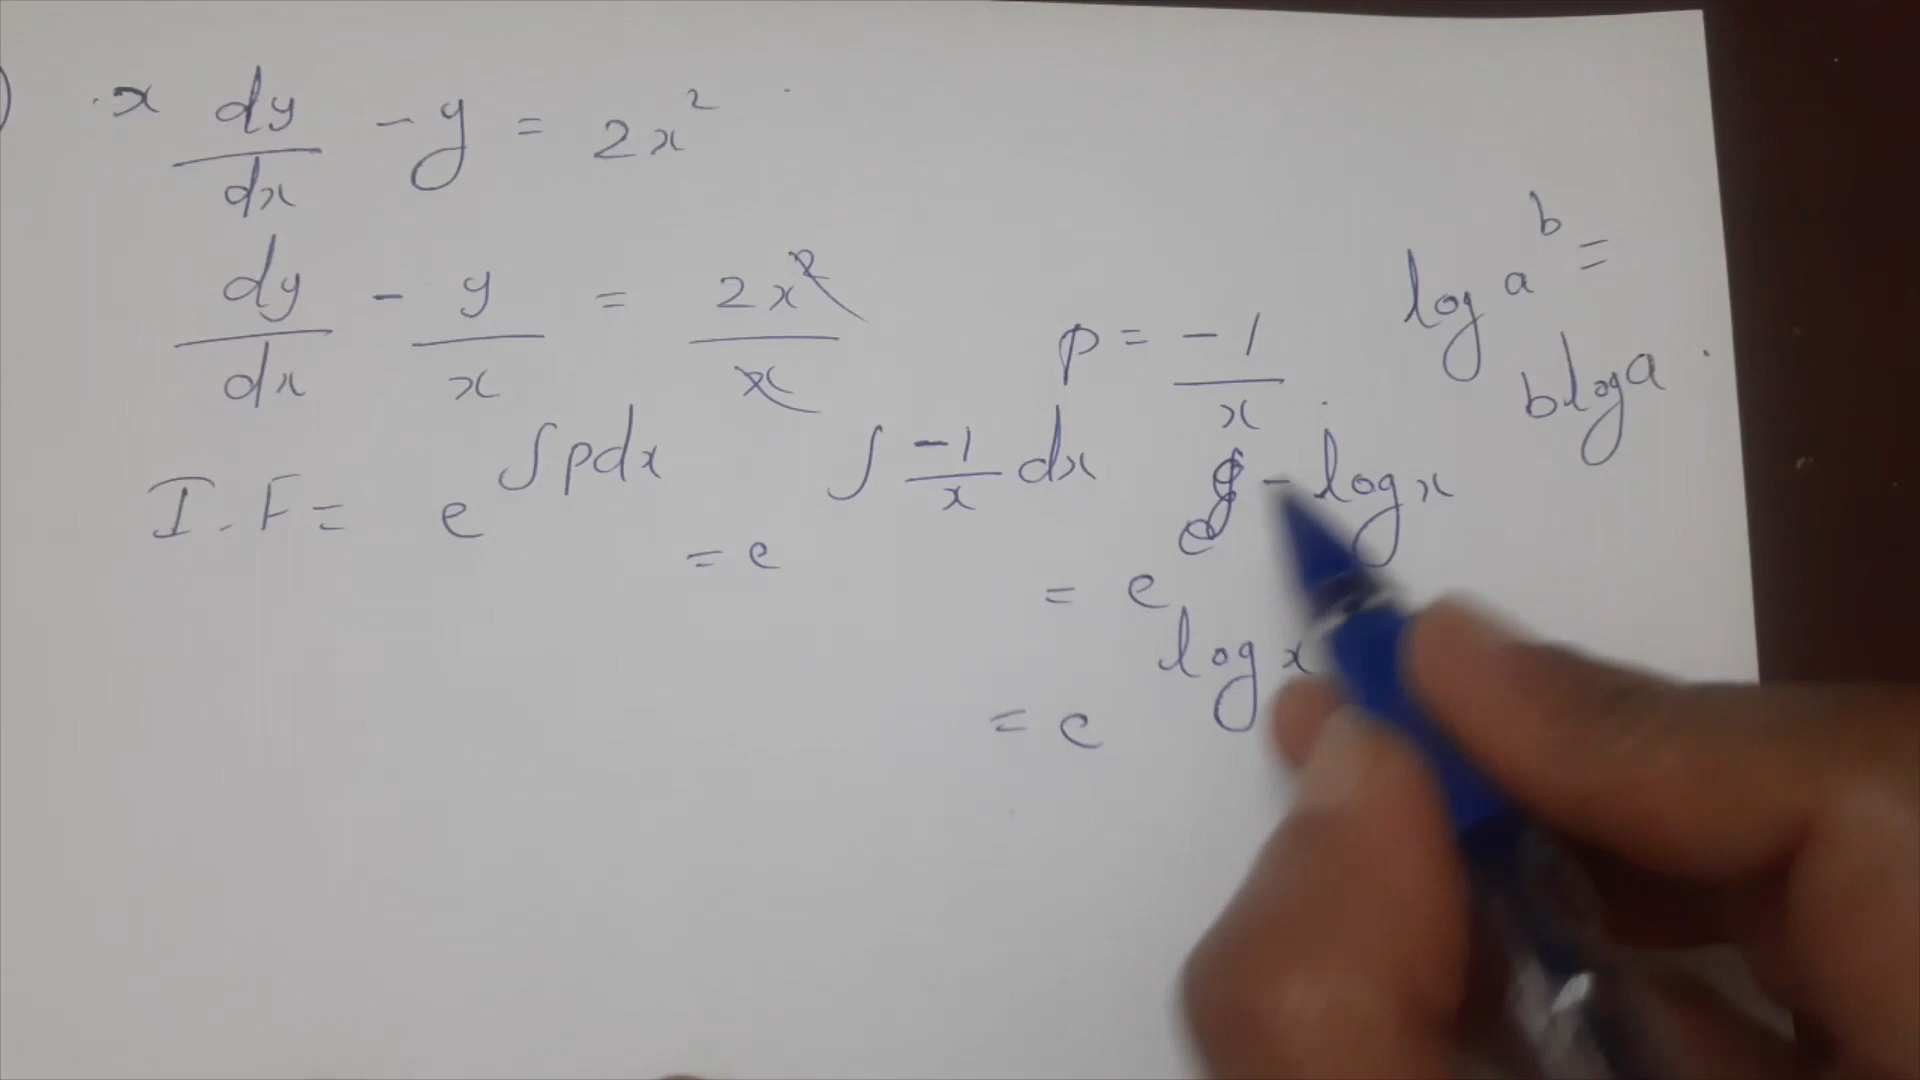 x dy/dx - y = 2x²
dy/dx - y/x = 2x²/x
p = -1/x
log a^b =
b log a
I.F = e^∫pdx = e^∫ -1/x dx
= e^-log x
= e^log x